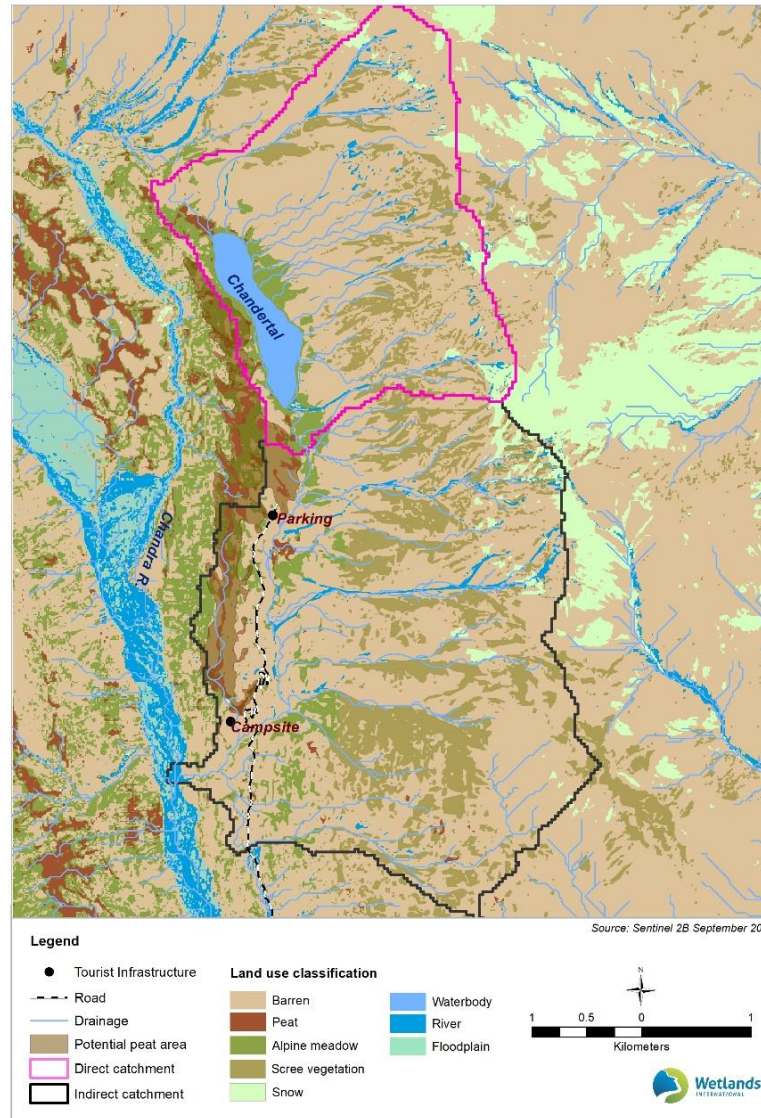 Chandertal
Parking
Chandra R.
Campsite
Source: Sentinel 2B September 20
Legend
Tourist Infrastructure
Road
Drainage
Potential peat area
Direct catchment
Indirect catchment
Land use classification
Barren
Peat
Alpine meadow
Scree vegetation
Snow
Waterbody
River
Floodplain
N
1 0.5 0 1
Kilometers
Wetlands
INTERNATIONAL